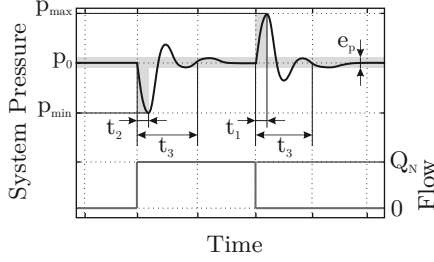 p_max
p_0
e_p
p_min
t_2
t_1
t_3
t_3
Q_N
0
System Pressure
Flow
Time